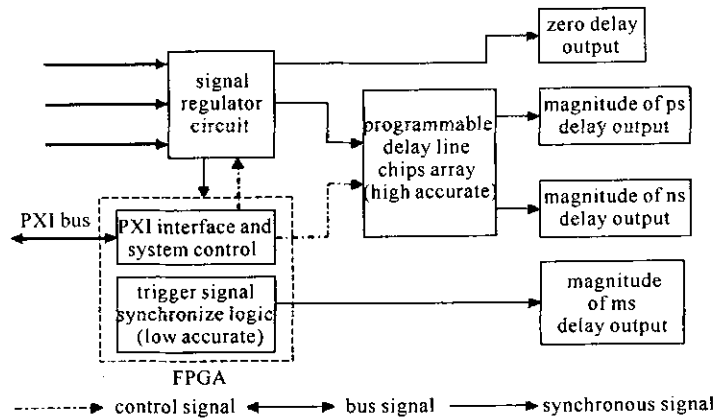 zero delay
output
signal
regulator
circuit
programmable
delay line
chips array
(high accurate)
magnitude of ps
delay output
magnitude of ns
delay output
PXI bus
PXI interface and
system control
trigger signal
synchronize logic
(low accurate)
magnitude
of ms
delay output
FPGA
control signal
bus signal
synchronous signal